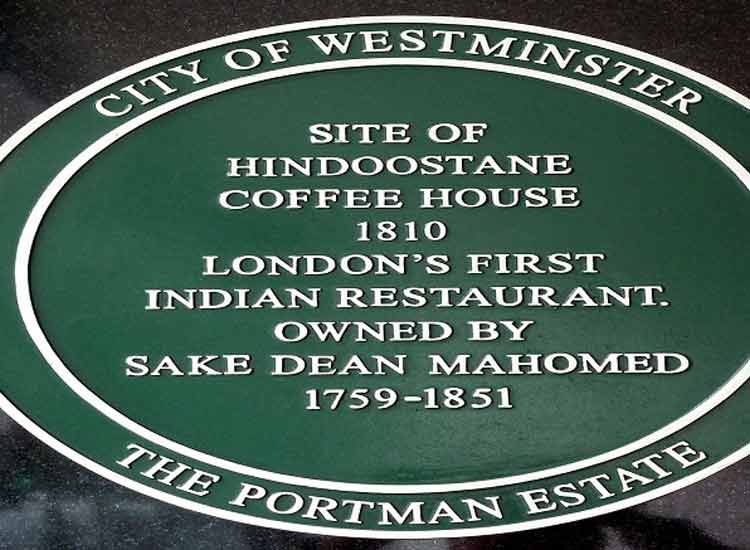 CITY OF WESTMINSTER
SITE OF
HINDOOSTANE
COFFEE HOUSE
1810
LONDON'S FIRST
INDIAN RESTAURANT.
OWNED BY
SAKE DEAN MAHOMED
1759-1851
THE PORTMAN ESTATE